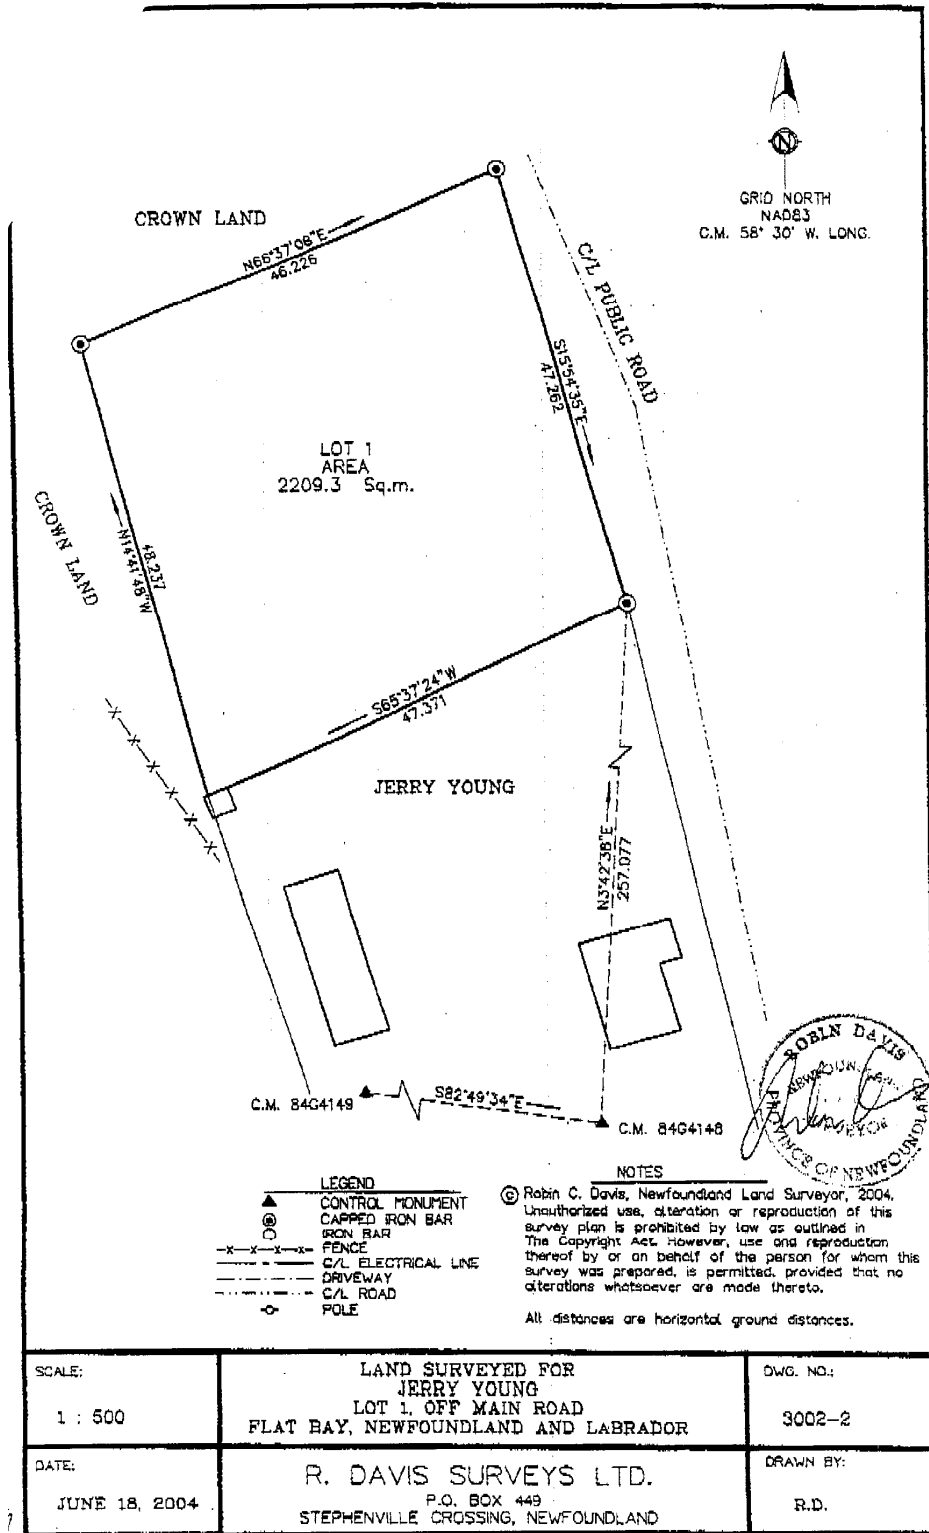 GRID NORTH
NAD83
C.M. 58° 30' W. LONG.
N
CROWN LAND
N66°37'08"E
46.226
C/L PUBLIC ROAD
S15°54'35"E
47.262
LOT 1
AREA
2209.3 Sq.m.
CROWN LAND
48.237
N14°41'48"W
S65°37'24"W
47.371
JERRY YOUNG
N3°42'38"E
257.077
C.M. 84G4149
S82°49'34"E
C.M. 84G4148
ROBIN DAVIS
NEWFOUNDLAND
SURVEYOR
PROVINCE OF NEWFOUNDLAND
LEGEND
CONTROL MONUMENT
CAPPED IRON BAR
IRON BAR
FENCE
C/L ELECTRICAL LINE
DRIVEWAY
C/L ROAD
POLE
NOTES
© Robin C. Davis, Newfoundland Land Surveyor, 2004.
Unauthorized use, alteration or reproduction of this
survey plan is prohibited by law as outlined in
The Copyright Act. However, use and reproduction
thereof by or on behalf of the person for whom this
survey was prepared, is permitted, provided that no
alterations whatsoever are made thereto.
All distances are horizontal ground distances.
SCALE:
1 : 500
LAND SURVEYED FOR
JERRY YOUNG
LOT 1, OFF MAIN ROAD
FLAT BAY, NEWFOUNDLAND AND LABRADOR
DWG. NO.:
3002-2
DATE:
JUNE 18, 2004
R. DAVIS SURVEYS LTD.
P.O. BOX 449
STEPHENVILLE CROSSING, NEWFOUNDLAND
DRAWN BY:
R.D.